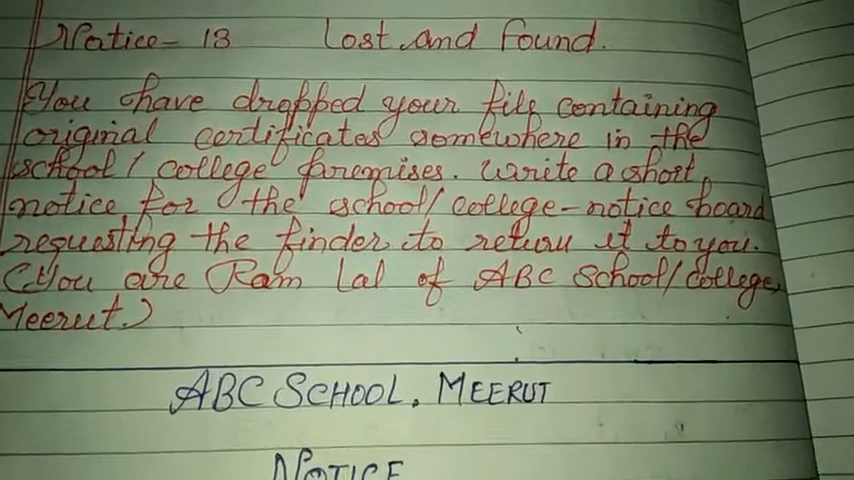 Notice - 13 Lost and Found.
You have dropped your file containing
original certificates somewhere in the
school / college premises. Write a short
notice for the school / college - notice board
requesting the finder to return it to you.
(You are Ram Lal of ABC School / college,
Meerut.)
ABC SCHOOL, MEERUT
NOTICE